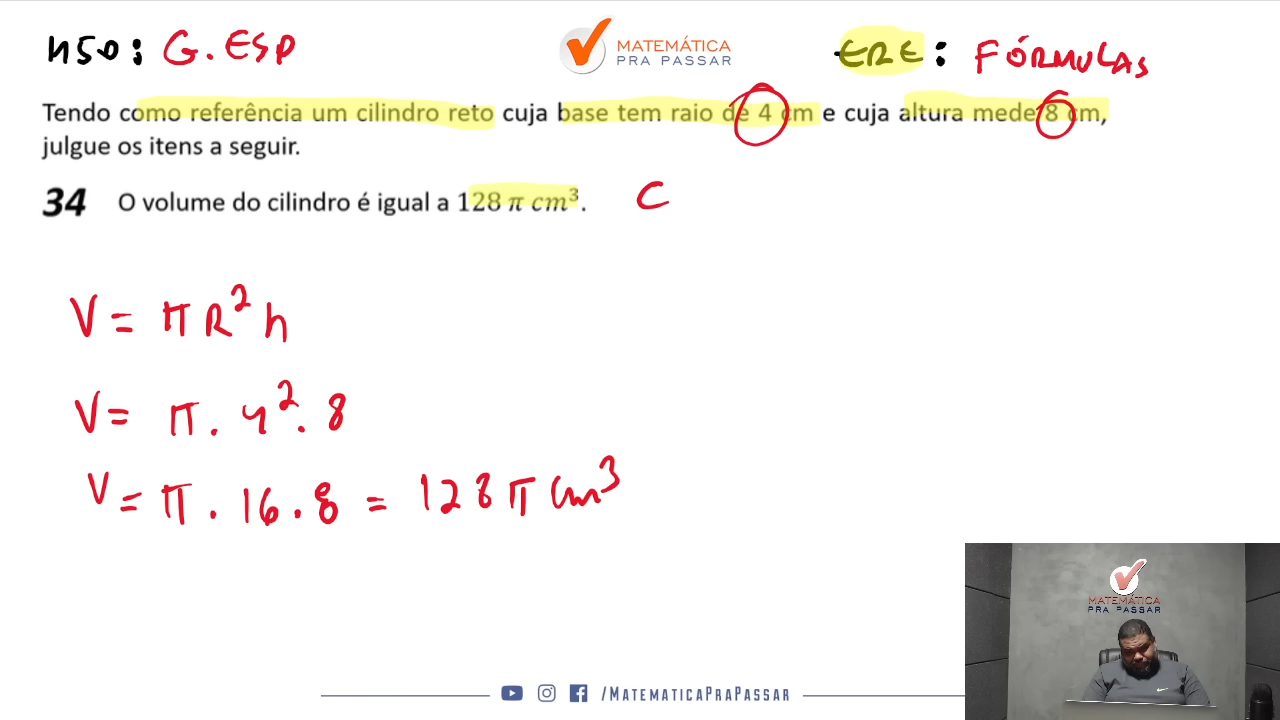 H50: G. ESP
MATEMÁTICA
PRA PASSAR
ERE: FÓRMULAS
Tendo como referência um cilindro reto cuja base tem raio de 4 cm e cuja altura mede 8 cm,
julgue os itens a seguir.
34 O volume do cilindro é igual a 128 π cm³. C
V = π R² h
V = π . 4² . 8
V = π . 16 . 8 = 128 π cm³
MATEMÁTICA
PRA PASSAR
/MATEMATICAPRAPASSAR